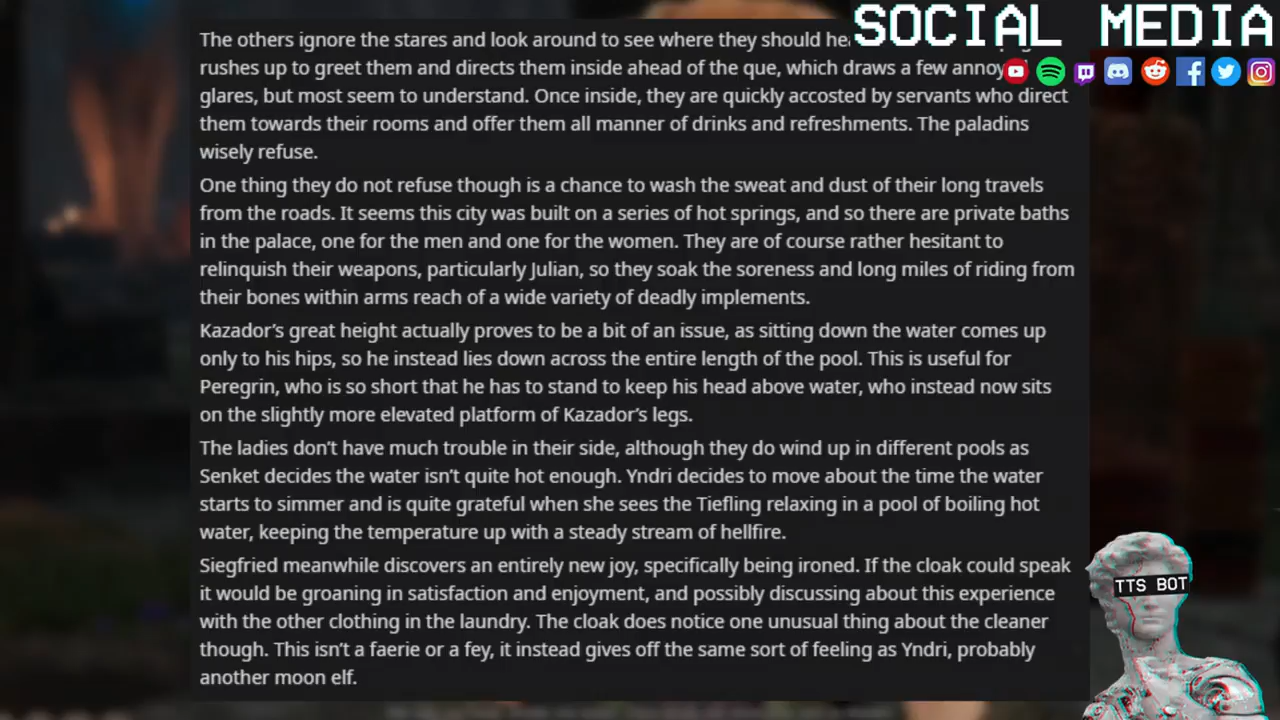 SOCIAL MEDIA
The others ignore the stares and look around to see where they should
rushes up to greet them and directs them inside ahead of the que, which draws a few
glares, but most seem to understand. Once inside, they are quickly accosted by servants who direct
them towards their rooms and offer them all manner of drinks and refreshments. The paladins
wisely refuse.
One thing they do not refuse though is a chance to wash the sweat and dust of their long travels
from the roads. It seems this city was built on a series of hot springs, and so there are private baths
in the palace, one for the men and one for the women. They are of course rather hesitant to
relinquish their weapons, particularly Julian, so they soak the soreness and long miles of riding from
their bones within arms reach of a wide variety of deadly implements.
Kazador’s great height actually proves to be a bit of an issue, as sitting down the water comes up
only to his hips, so he instead lies down across the entire length of the pool. This is useful for
Peregrin, who is so short that he has to stand to keep his head above water, who instead now sits
on the slightly more elevated platform of Kazador’s legs.
The ladies don’t have much trouble in their side, although they do wind up in different pools as
Senket decides the water isn’t quite hot enough. Yndri decides to move about the time the water
starts to simmer and is quite grateful when she sees the Tiefling relaxing in a pool of boiling hot
water, keeping the temperature up with a steady stream of hellfire.
Siegfried meanwhile discovers an entirely new joy, specifically being ironed. If the cloak could speak
it would be groaning in satisfaction and enjoyment, and possibly discussing about this experience
with the other clothing in the laundry. The cloak does notice one unusual thing about the cleaner
though. This isn’t a faerie or a fey, it instead gives off the same sort of feeling as Yndri, probably
another moon elf.
TTS BOT